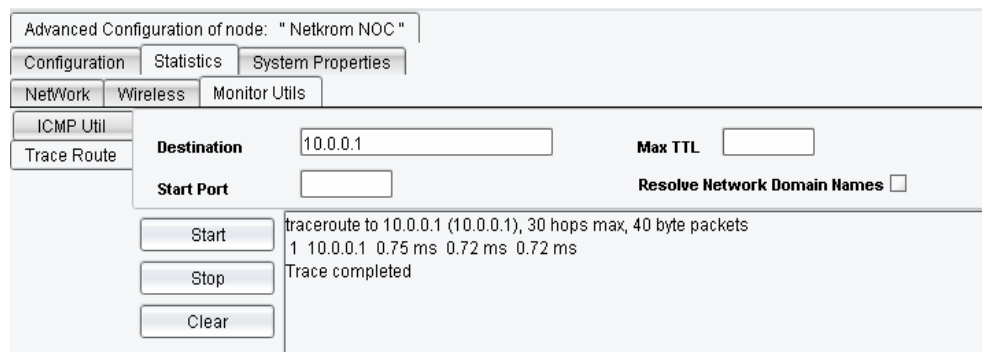 Advanced Configuration of node: " Netkrom NOC "
Configuration Statistics System Properties
NetWork Wireless Monitor Utils
ICMP Util
Trace Route
Destination 10.0.0.1 Max TTL
Start Port Resolve Network Domain Names
Start
Stop
Clear
traceroute to 10.0.0.1 (10.0.0.1), 30 hops max, 40 byte packets
1 10.0.0.1 0.75 ms 0.72 ms 0.72 ms
Trace completed